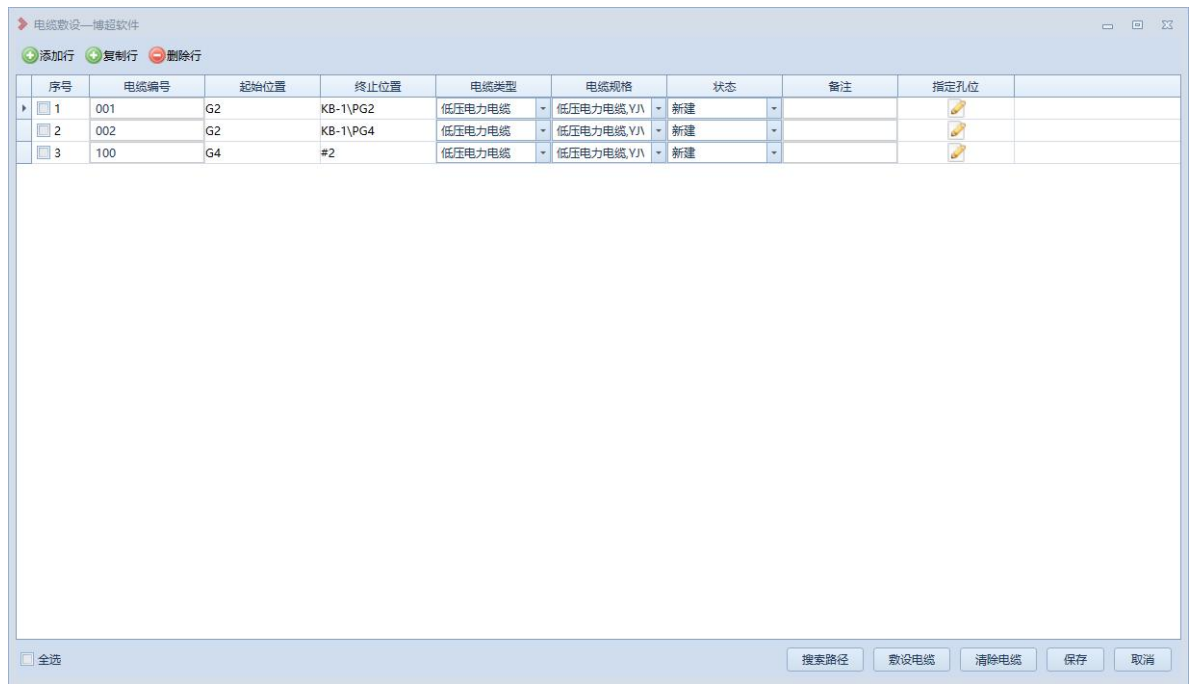 电缆敷设—博超软件
添加行 复制行 删除行
序号 电缆编号 起始位置 终止位置 电缆类型 电缆规格 状态 备注 指定孔位
1 001 G2 KB-1\PG2 低压电力电缆 低压电力电缆,YJ\ 新建
2 002 G2 KB-1\PG4 低压电力电缆 低压电力电缆,YJ\ 新建
3 100 G4 #2 低压电力电缆 低压电力电缆,YJ\ 新建
全选 搜索路径 敷设电缆 清除电缆 保存 取消